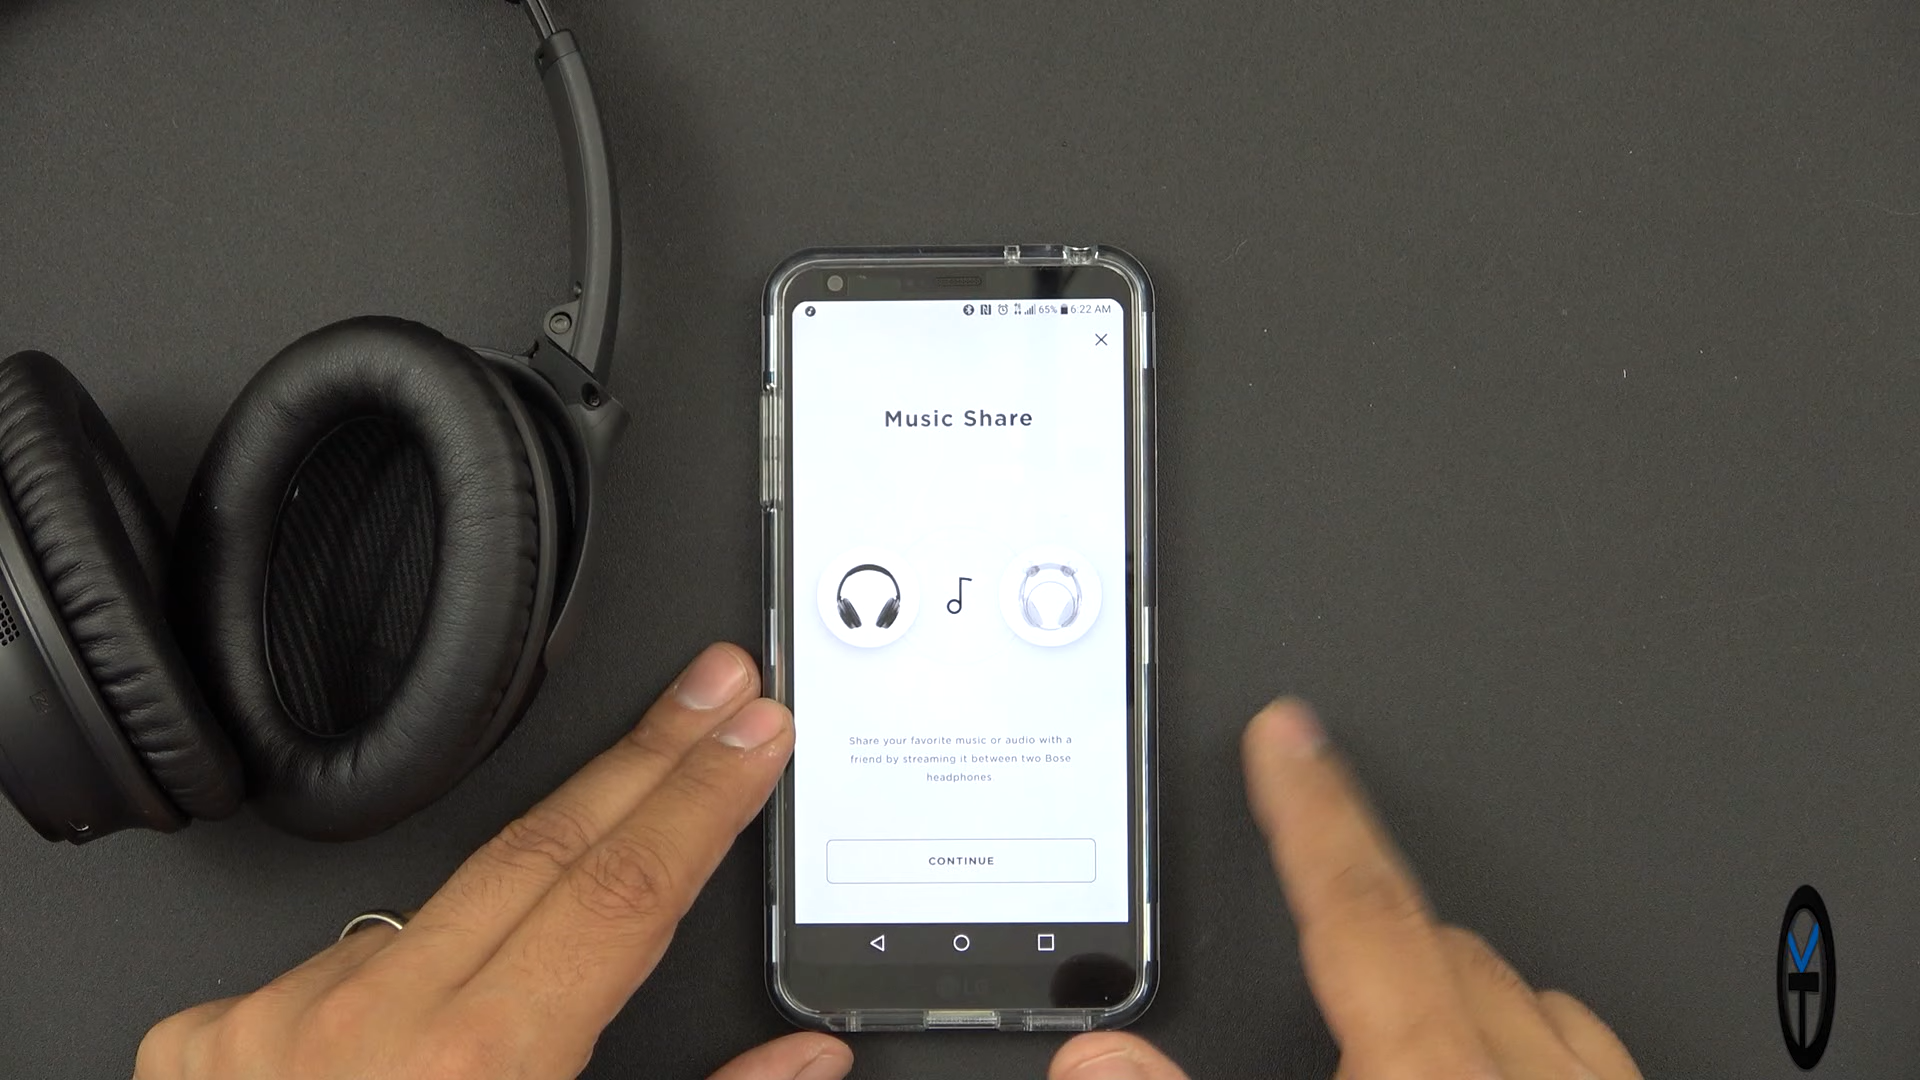 65% 6:22 AM
Music Share
Share your favorite music or audio with a
friend by streaming it between two Bose
headphones.
CONTINUE
LG